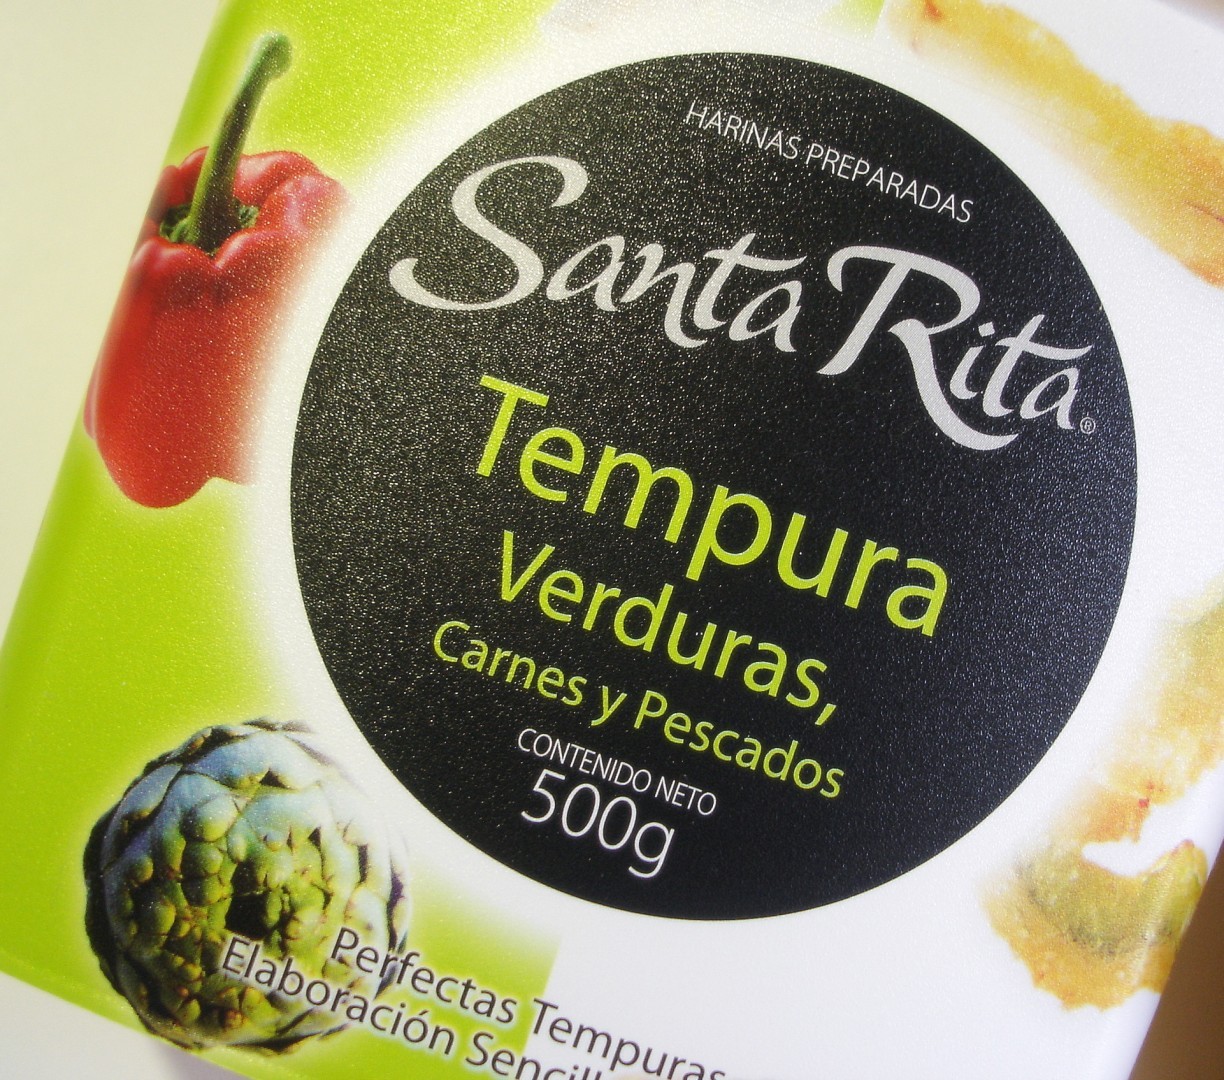 HARINAS PREPARADAS
Santa Rita®
Tempura
Verduras,
Carnes y Pescados
CONTENIDO NETO
500g
Perfectas Tempuras
Elaboración